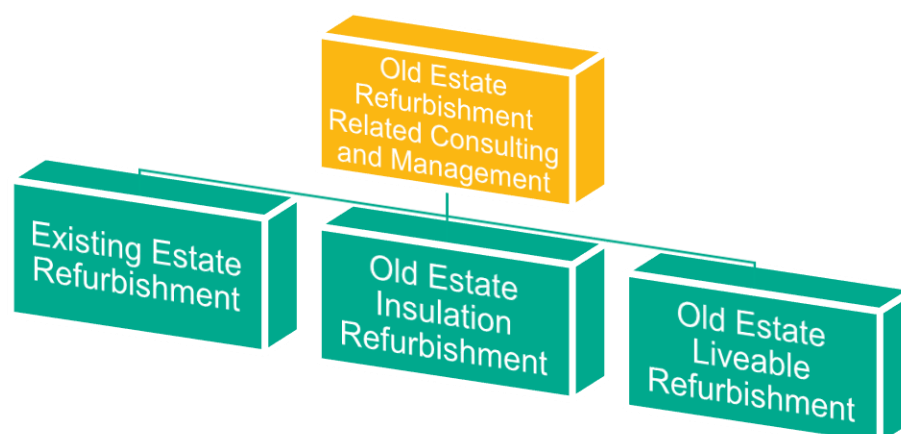 Old Estate
Refurbishment
Related Consulting
and Management
Existing Estate
Refurbishment
Old Estate
Insulation
Refurbishment
Old Estate
Liveable
Refurbishment